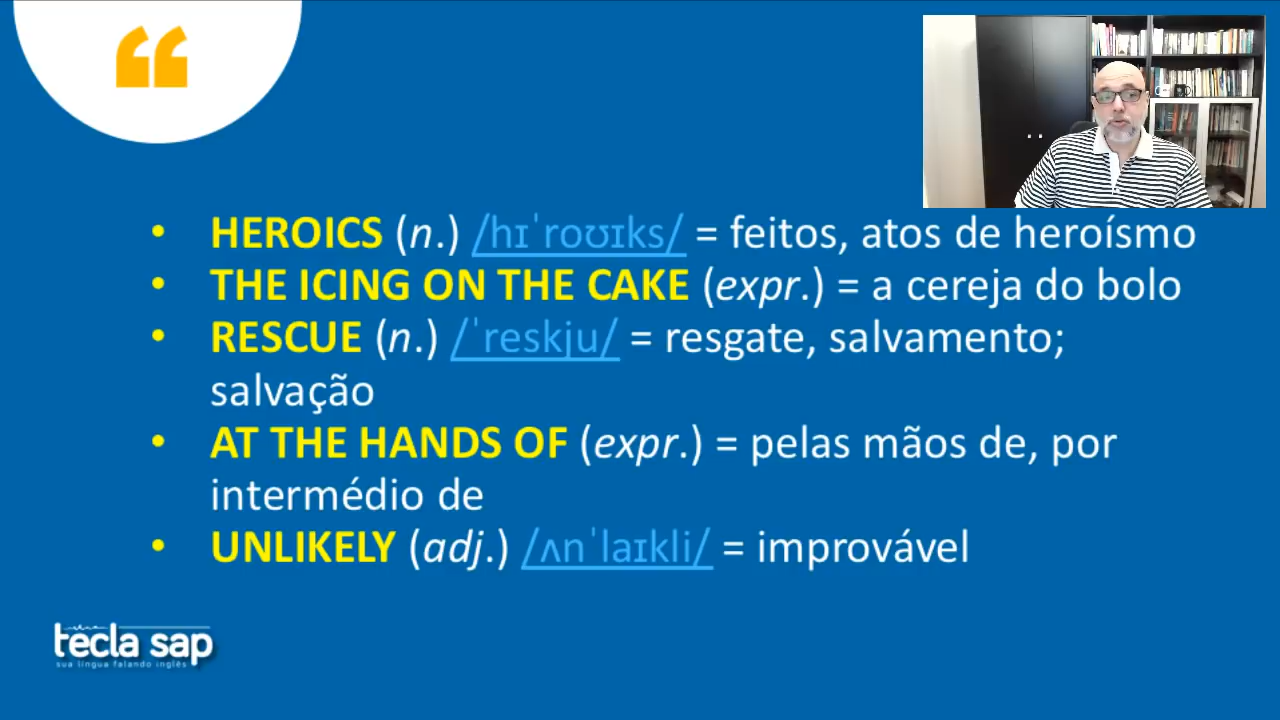 • HEROICS (n.) /hɪˈroʊɪks/ = feitos, atos de heroísmo
• THE ICING ON THE CAKE (expr.) = a cereja do bolo
• RESCUE (n.) /ˈreskju/ = resgate, salvamento;
salvação
• AT THE HANDS OF (expr.) = pelas mãos de, por
intermédio de
• UNLIKELY (adj.) /ʌnˈlaɪkli/ = improvável
tecla sap
sua língua falando inglês